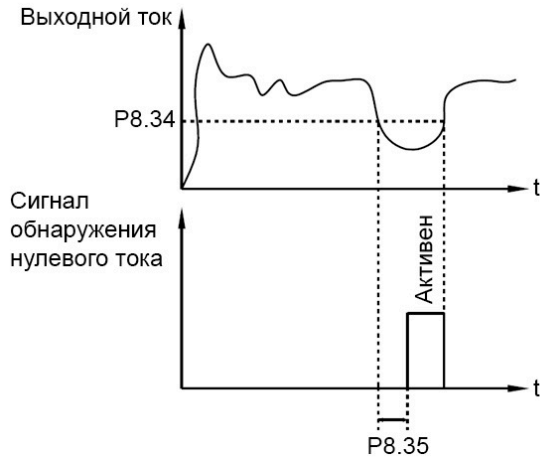 Выходной ток
P8.34
t
Сигнал
обнаружения
нулевого тока
Активен
t
P8.35